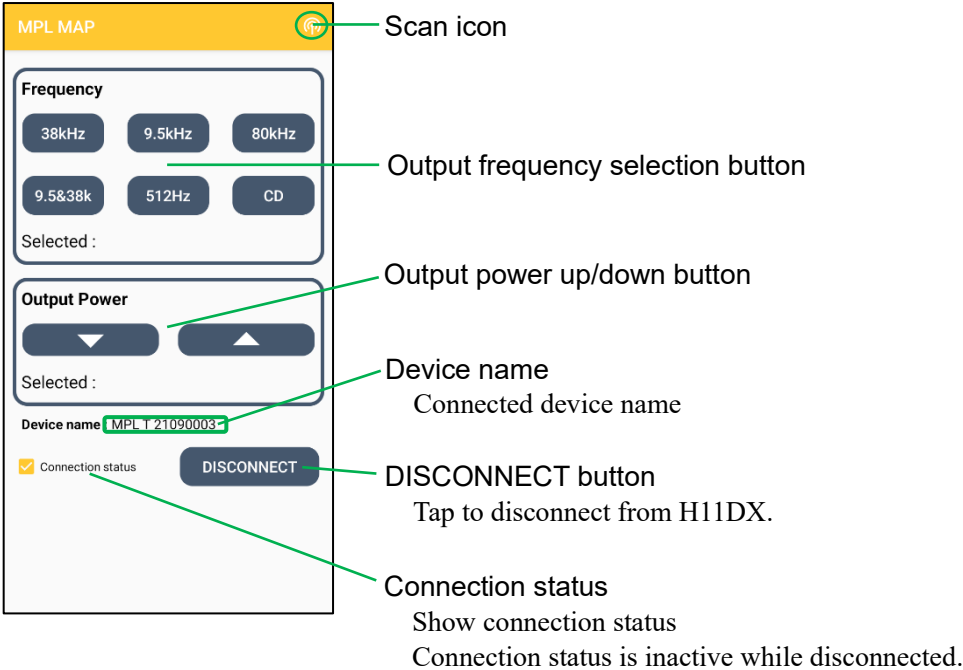 MPL MAP
Scan icon
Frequency
38kHz 9.5kHz 80kHz
Output frequency selection button
9.5&38k 512Hz CD
Selected :
Output power up/down button
Output Power
Selected :
Device name
Connected device name
Device name : MPL T 21090003
Connection status
DISCONNECT
DISCONNECT button
Tap to disconnect from H11DX.
Connection status
Show connection status
Connection status is inactive while disconnected.